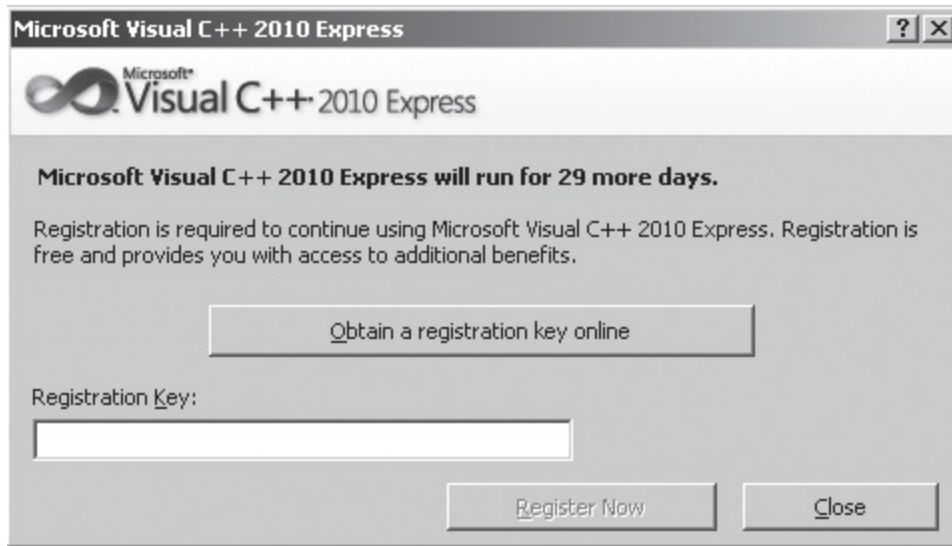 Microsoft Visual C++ 2010 Express
? X
Microsoft®
Visual C++ 2010 Express
Microsoft Visual C++ 2010 Express will run for 29 more days.
Registration is required to continue using Microsoft Visual C++ 2010 Express. Registration is
free and provides you with access to additional benefits.
Obtain a registration key online
Registration Key:
Register Now
Close